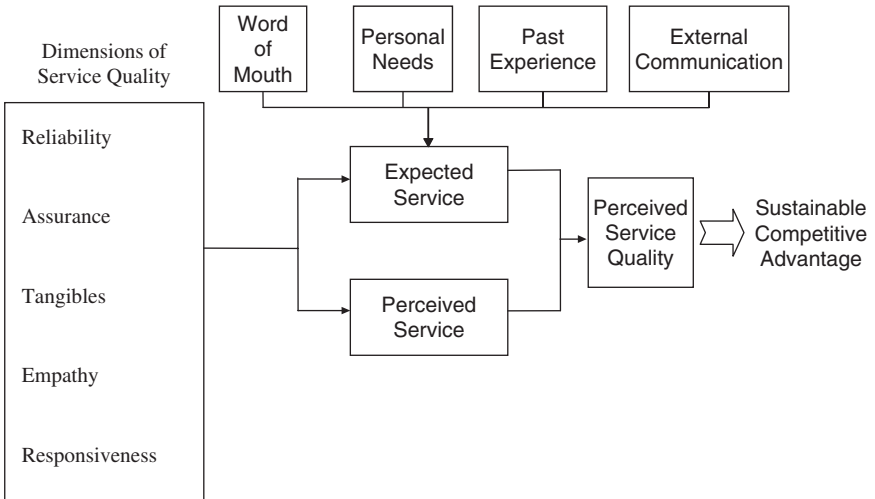 Dimensions of
Service Quality
Word
of
Mouth
Personal
Needs
Past
Experience
External
Communication
Reliability
Assurance
Tangibles
Empathy
Responsiveness
Expected
Service
Perceived
Service
Perceived
Service
Quality
Sustainable
Competitive
Advantage